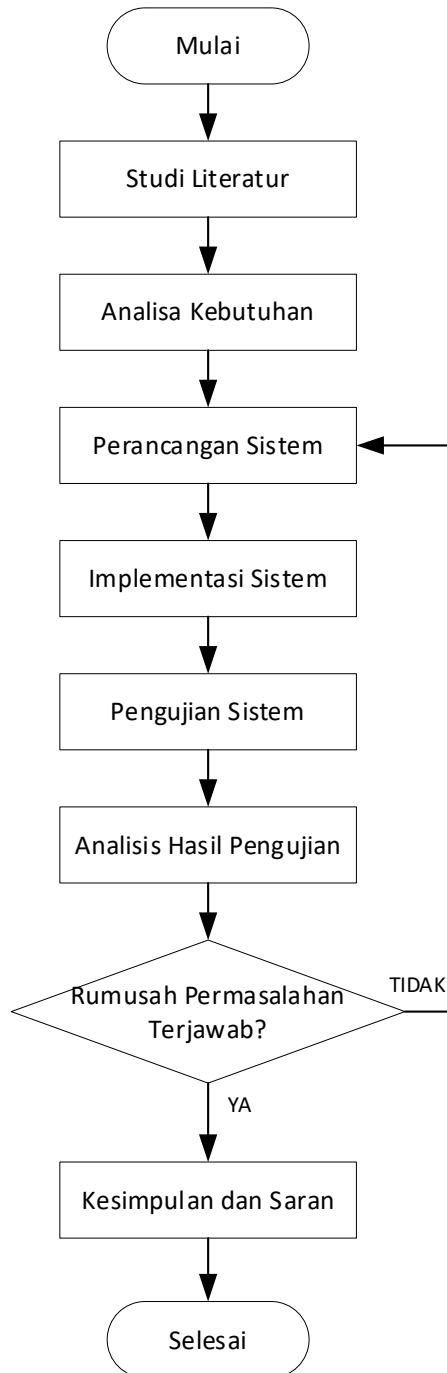 Mulai
Studi Literatur
Analisa Kebutuhan
Perancangan Sistem
Implementasi Sistem
Pengujian Sistem
Analisis Hasil Pengujian
Rumusah Permasalahan
Terjawab?
TIDAK
YA
Kesimpulan dan Saran
Selesai